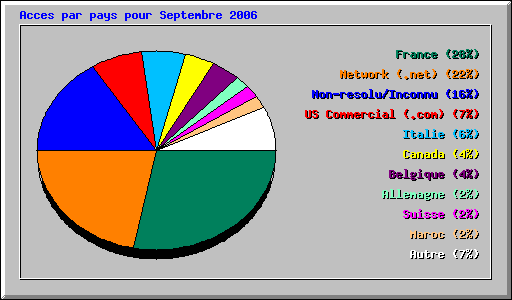 Acces par pays pour Septembre 2006
France (28%)
Network (.net) (22%)
Non-resolu/Inconnu (16%)
US Commercial (.com) (7%)
Italie (6%)
Canada (4%)
Belgique (4%)
Allemagne (2%)
Suisse (2%)
Maroc (2%)
Autre (7%)